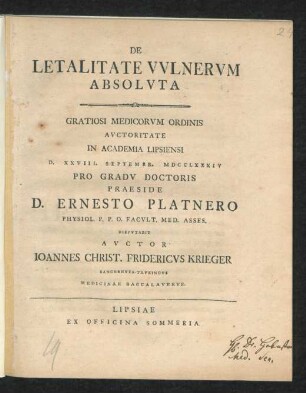 DE
LETALITATE VVLNERVM
ABSOLVTA
GRATIOSI MEDICORVM ORDINIS
AVCTORITATE
IN ACADEMIA LIPSIENSI
D. XXVIII. SEPTEMBR. MDCCLXXXIV
PRO GRADV DOCTORIS
PRAESIDE
D. ERNESTO PLATNERO
PHYSIOL. P. P. O. FACVLT. MED. ASSES.
DISPVTABIT
AVCTOR
IOANNES CHRIST. FRIDERICVS KRIEGER
MEDICINAE BACCALAVREVS.
LIPSIAE
EX OFFICINA SOMMERIA